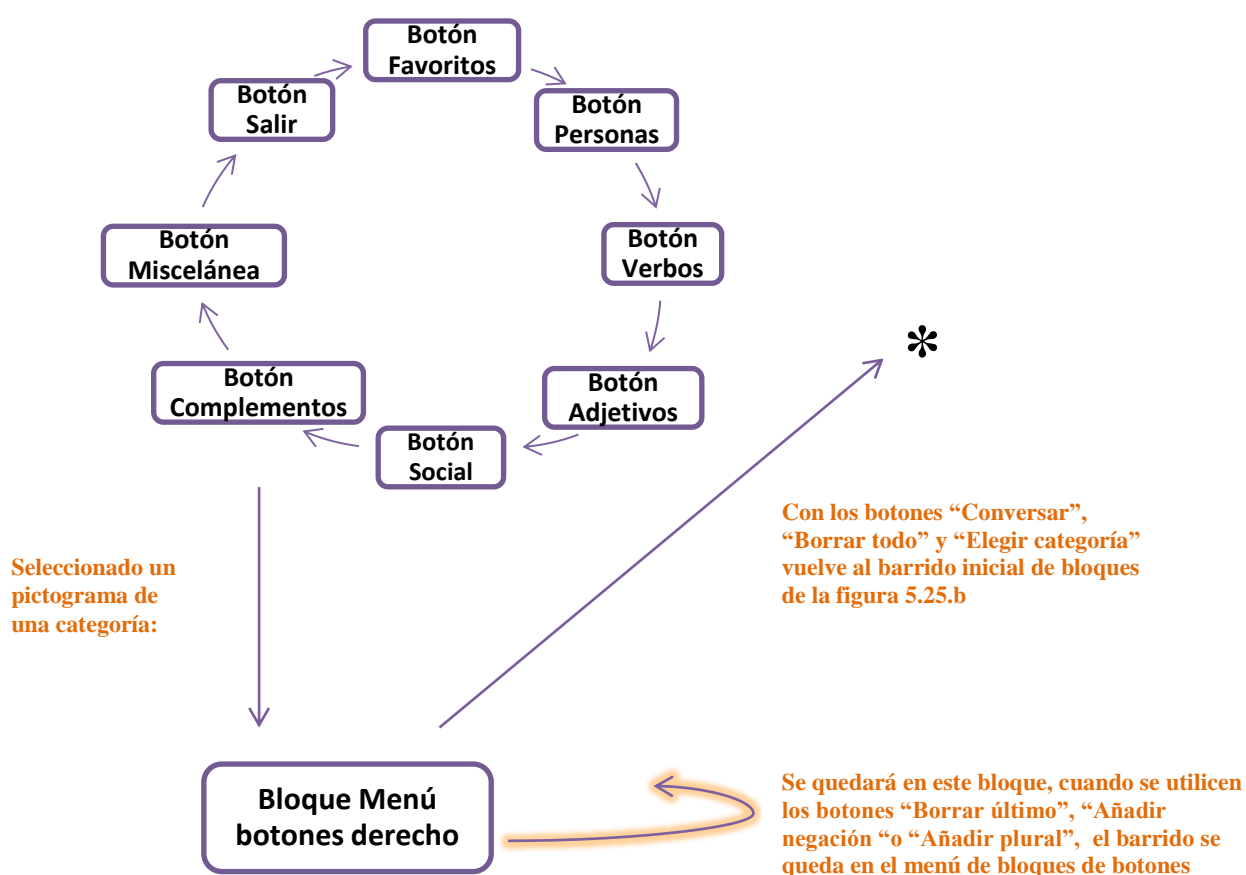 Botón
Favoritos
Botón
Salir
Botón
Personas
Botón
Miscelánea
Botón
Verbos
Botón
Complementos
Botón
Adjetivos
Botón
Social
*
Con los botones “Conversar”,
“Borrar todo” y “Elegir categoría”
vuelve al barrido inicial de bloques
de la figura 5.25.b
Seleccionado un
pictograma de
una categoría:
Bloque Menú
botones derecho
Se quedará en este bloque, cuando se utilicen
los botones “Borrar último”, “Añadir
negación “o “Añadir plural”, el barrido se
queda en el menú de bloques de botones